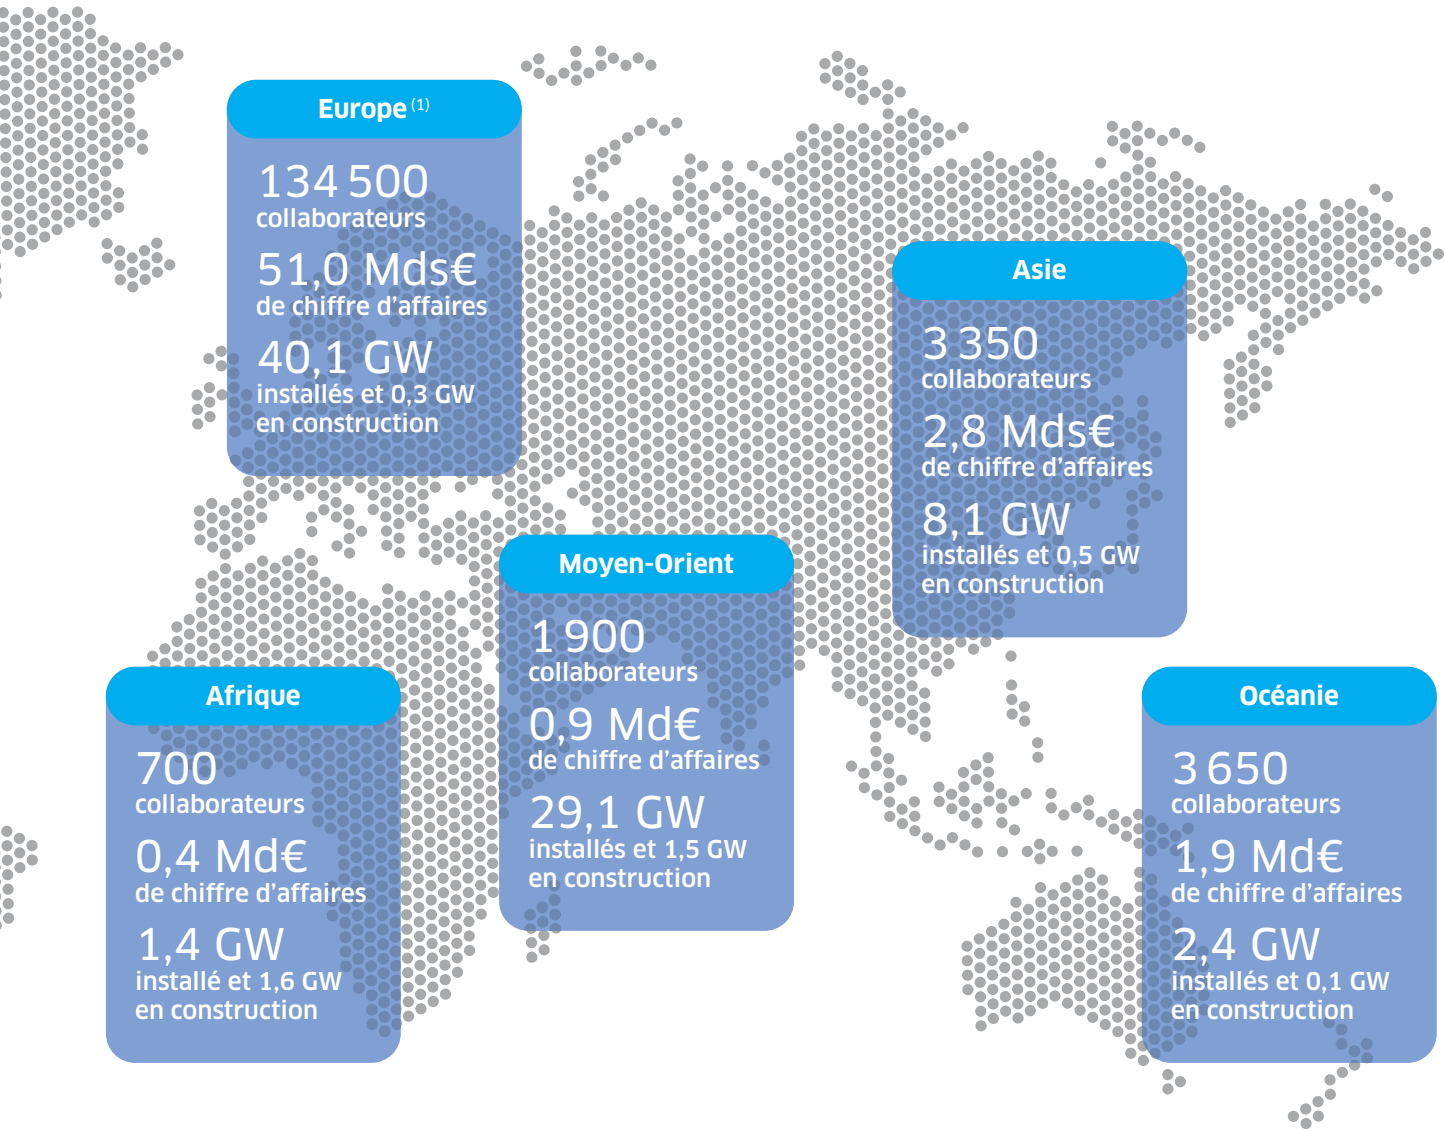 Europe (1)
134 500
collaborateurs
51,0 Mds€
de chiffre d’affaires
40,1 GW
installés et 0,3 GW
en construction
Asie
3 350
collaborateurs
2,8 Mds€
de chiffre d’affaires
8,1 GW
installés et 0,5 GW
en construction
Moyen-Orient
1 900
collaborateurs
0,9 Md€
de chiffre d’affaires
29,1 GW
installés et 1,5 GW
en construction
Afrique
700
collaborateurs
0,4 Md€
de chiffre d’affaires
1,4 GW
installé et 1,6 GW
en construction
Océanie
3 650
collaborateurs
1,9 Md€
de chiffre d’affaires
2,4 GW
installés et 0,1 GW
en construction